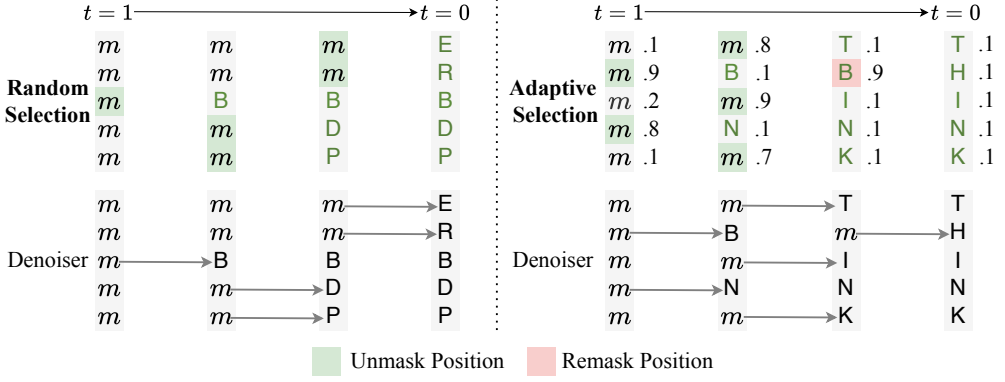 t = 1 t = 0 t = 1 t = 0
m m m E m .1 m .8 T .1 T .1
m m m R m .9 B .1 B .9 H .1
Random Selection m B B B Adaptive Selection m .2 m .9 I .1 I .1
m m D D m .8 N .1 N .1 N .1
m m P P m .1 m .7 K .1 K .1
m m m E m m T T
m m m R m B m H
Denoiser m B B B Denoiser m m I I
m m D D m N N N
m m P P m m K K
Unmask Position Remask Position